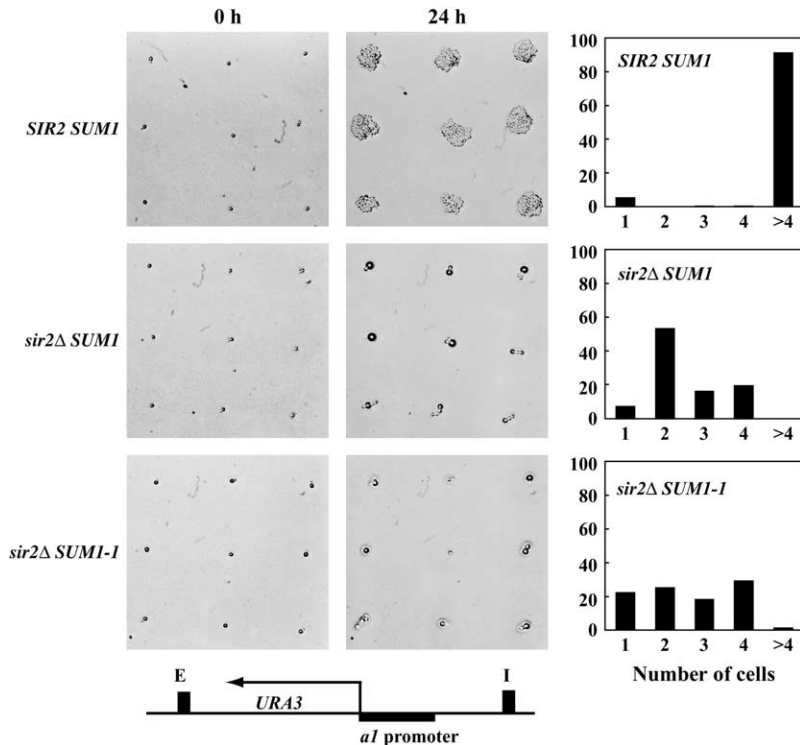 0 h
24 h
SIR2 SUM1
100
80
60
40
20
0
SIR2 SUM1
1 2 3 4 >4
sir2Δ SUM1
100
80
60
40
20
0
sir2Δ SUM1
1 2 3 4 >4
sir2Δ SUM1-1
100
80
60
40
20
0
sir2Δ SUM1-1
1 2 3 4 >4
Number of cells
E
I
URA3
a1 promoter